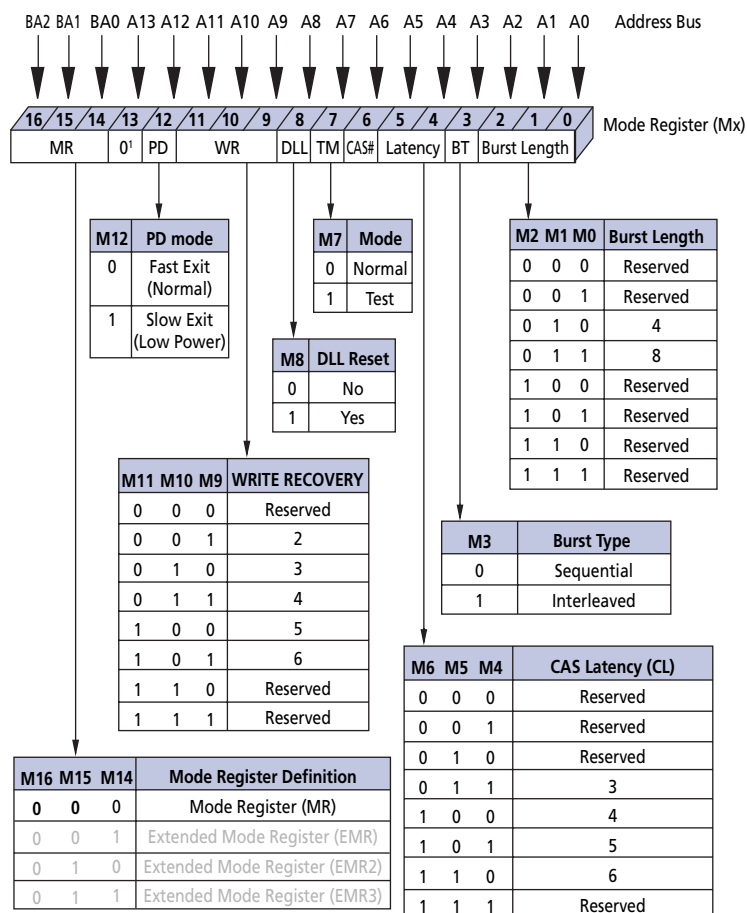 BA2 BA1 BA0 A13 A12 A11 A10 A9 A8 A7 A6 A5 A4 A3 A2 A1 A0 Address Bus
16 15 14 13 12 11 10 9 8 7 6 5 4 3 2 1 0 Mode Register (Mx)
MR 0¹ PD WR DLL TM CAS# Latency BT Burst Length
M12 PD mode
0 Fast Exit
(Normal)
1 Slow Exit
(Low Power)
M7 Mode
0 Normal
1 Test
M2 M1 M0 Burst Length
0 0 0 Reserved
0 0 1 Reserved
0 1 0 4
0 1 1 8
1 0 0 Reserved
1 0 1 Reserved
1 1 0 Reserved
1 1 1 Reserved
M8 DLL Reset
0 No
1 Yes
M11 M10 M9 WRITE RECOVERY
0 0 0 Reserved
0 0 1 2
0 1 0 3
0 1 1 4
1 0 0 5
1 0 1 6
1 1 0 Reserved
1 1 1 Reserved
M3 Burst Type
0 Sequential
1 Interleaved
M6 M5 M4 CAS Latency (CL)
0 0 0 Reserved
0 0 1 Reserved
0 1 0 Reserved
0 1 1 3
1 0 0 4
1 0 1 5
1 1 0 6
1 1 1 Reserved
M16 M15 M14 Mode Register Definition
0 0 0 Mode Register (MR)
0 0 1 Extended Mode Register (EMR)
0 1 0 Extended Mode Register (EMR2)
0 1 1 Extended Mode Register (EMR3)